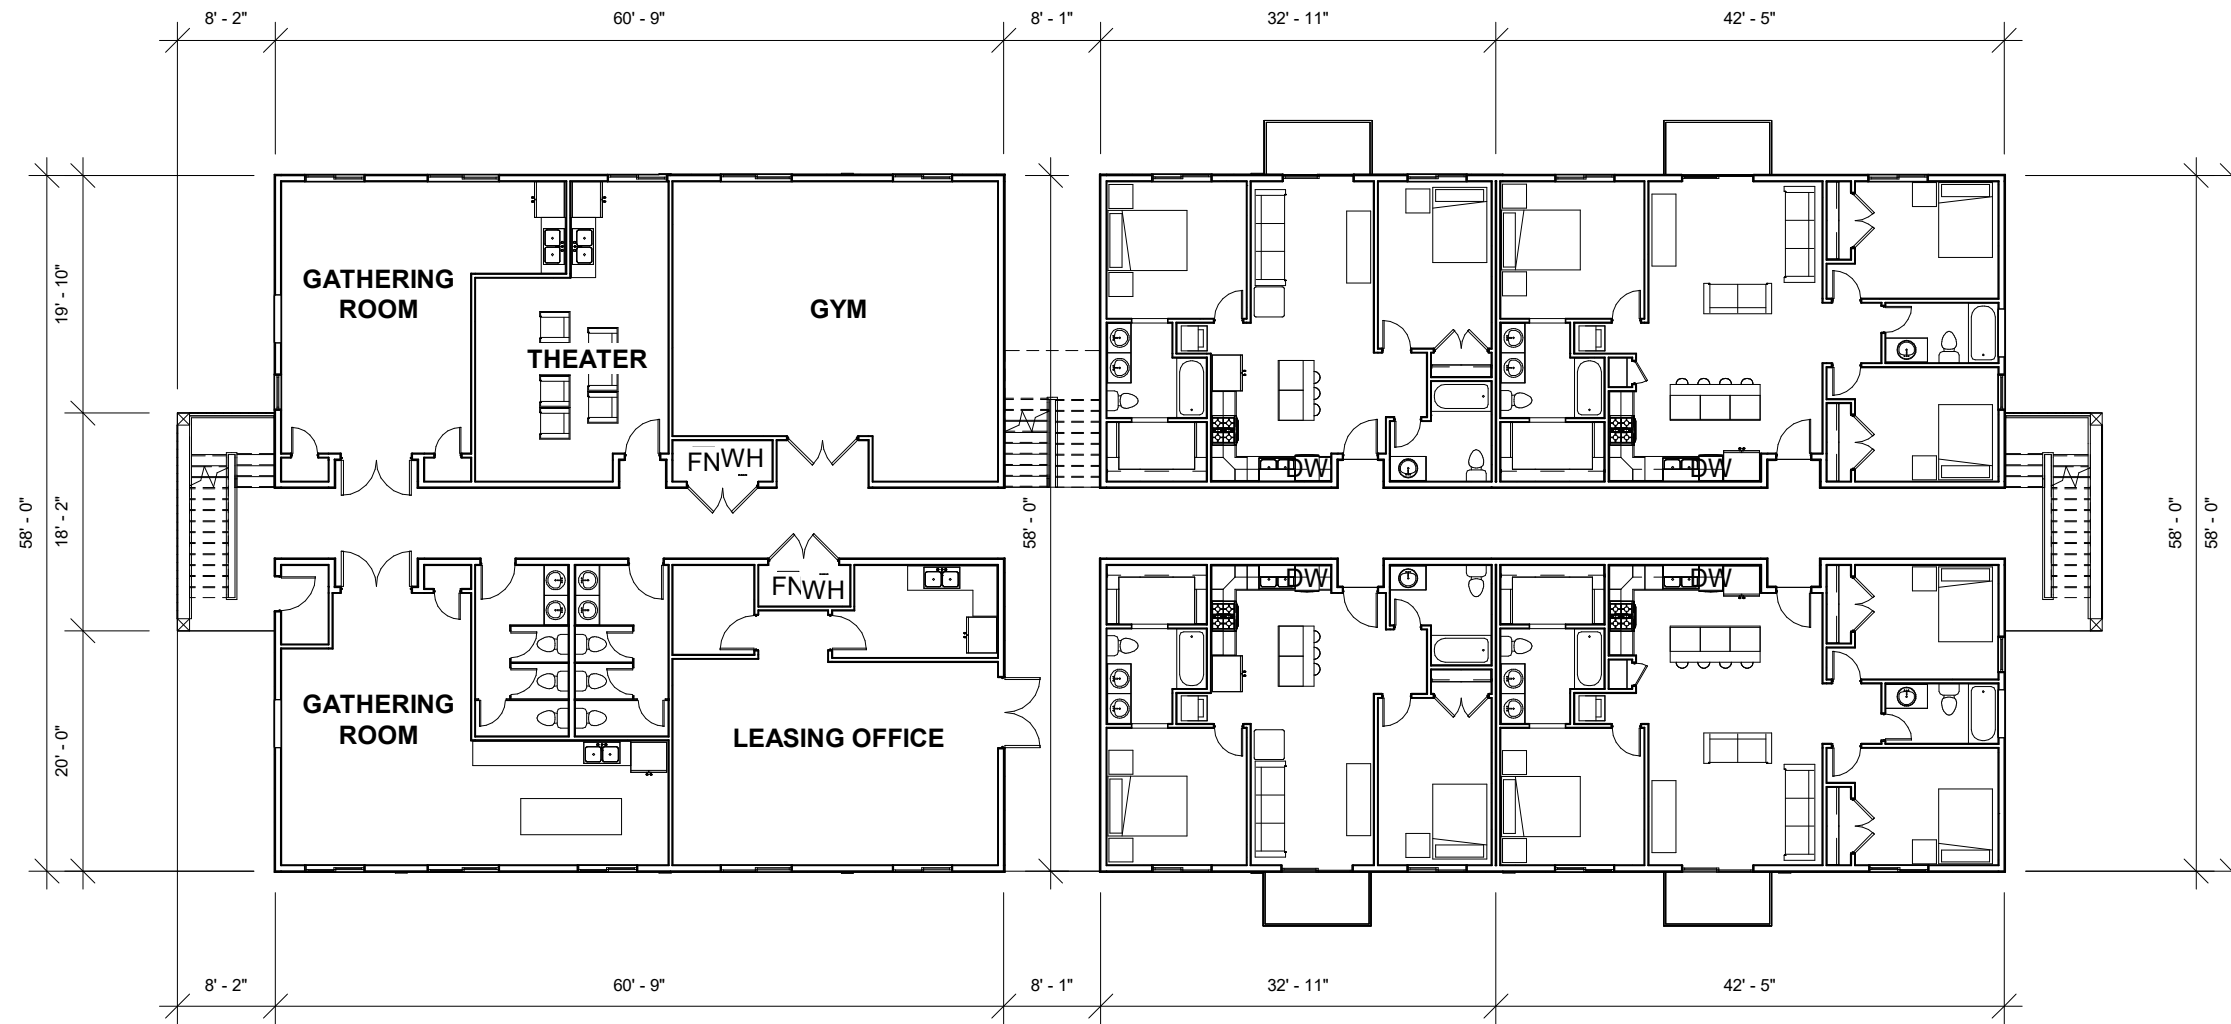 8' - 2"
60' - 9"
8' - 1"
32' - 11"
42' - 5"
58' - 0"
19' - 10"
18' - 2"
20' - 0"
58' - 0"
58' - 0"
58' - 0"
GATHERING
ROOM
THEATER
GYM
FN
WH
DW
DW
FN
WH
DW
DW
GATHERING
ROOM
LEASING OFFICE
8' - 2"
60' - 9"
8' - 1"
32' - 11"
42' - 5"